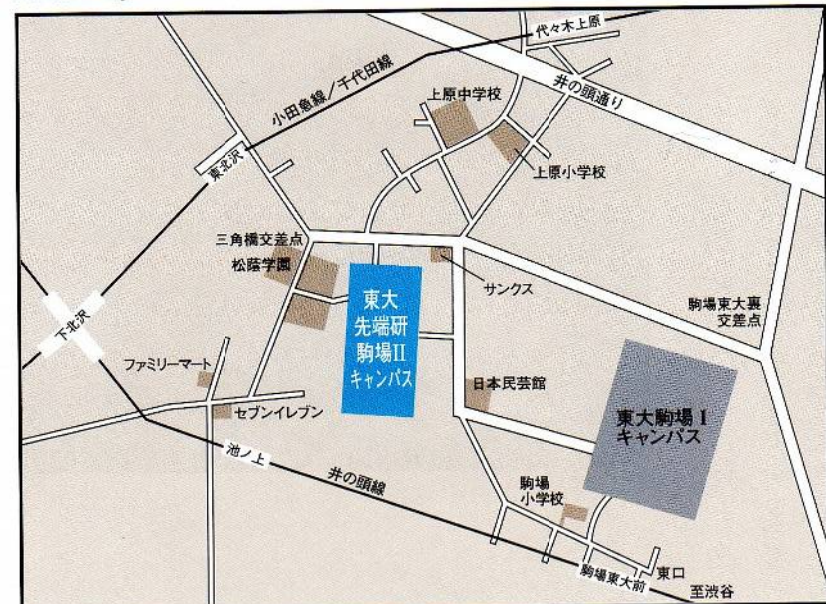 代々木上原
小田急線/千代田線
井の頭通り
上原中学校
上原小学校
東北沢
三角橋交差点
松蔭学園
サンクス
東大
先端研
駒場II
キャンパス
駒場東大裏
交差点
下北沢
ファミリーマート
セブンイレブン
日本民芸館
東大駒場 I
キャンパス
池ノ上
井の頭線
駒場
小学校
駒場東大前
東口
至渋谷